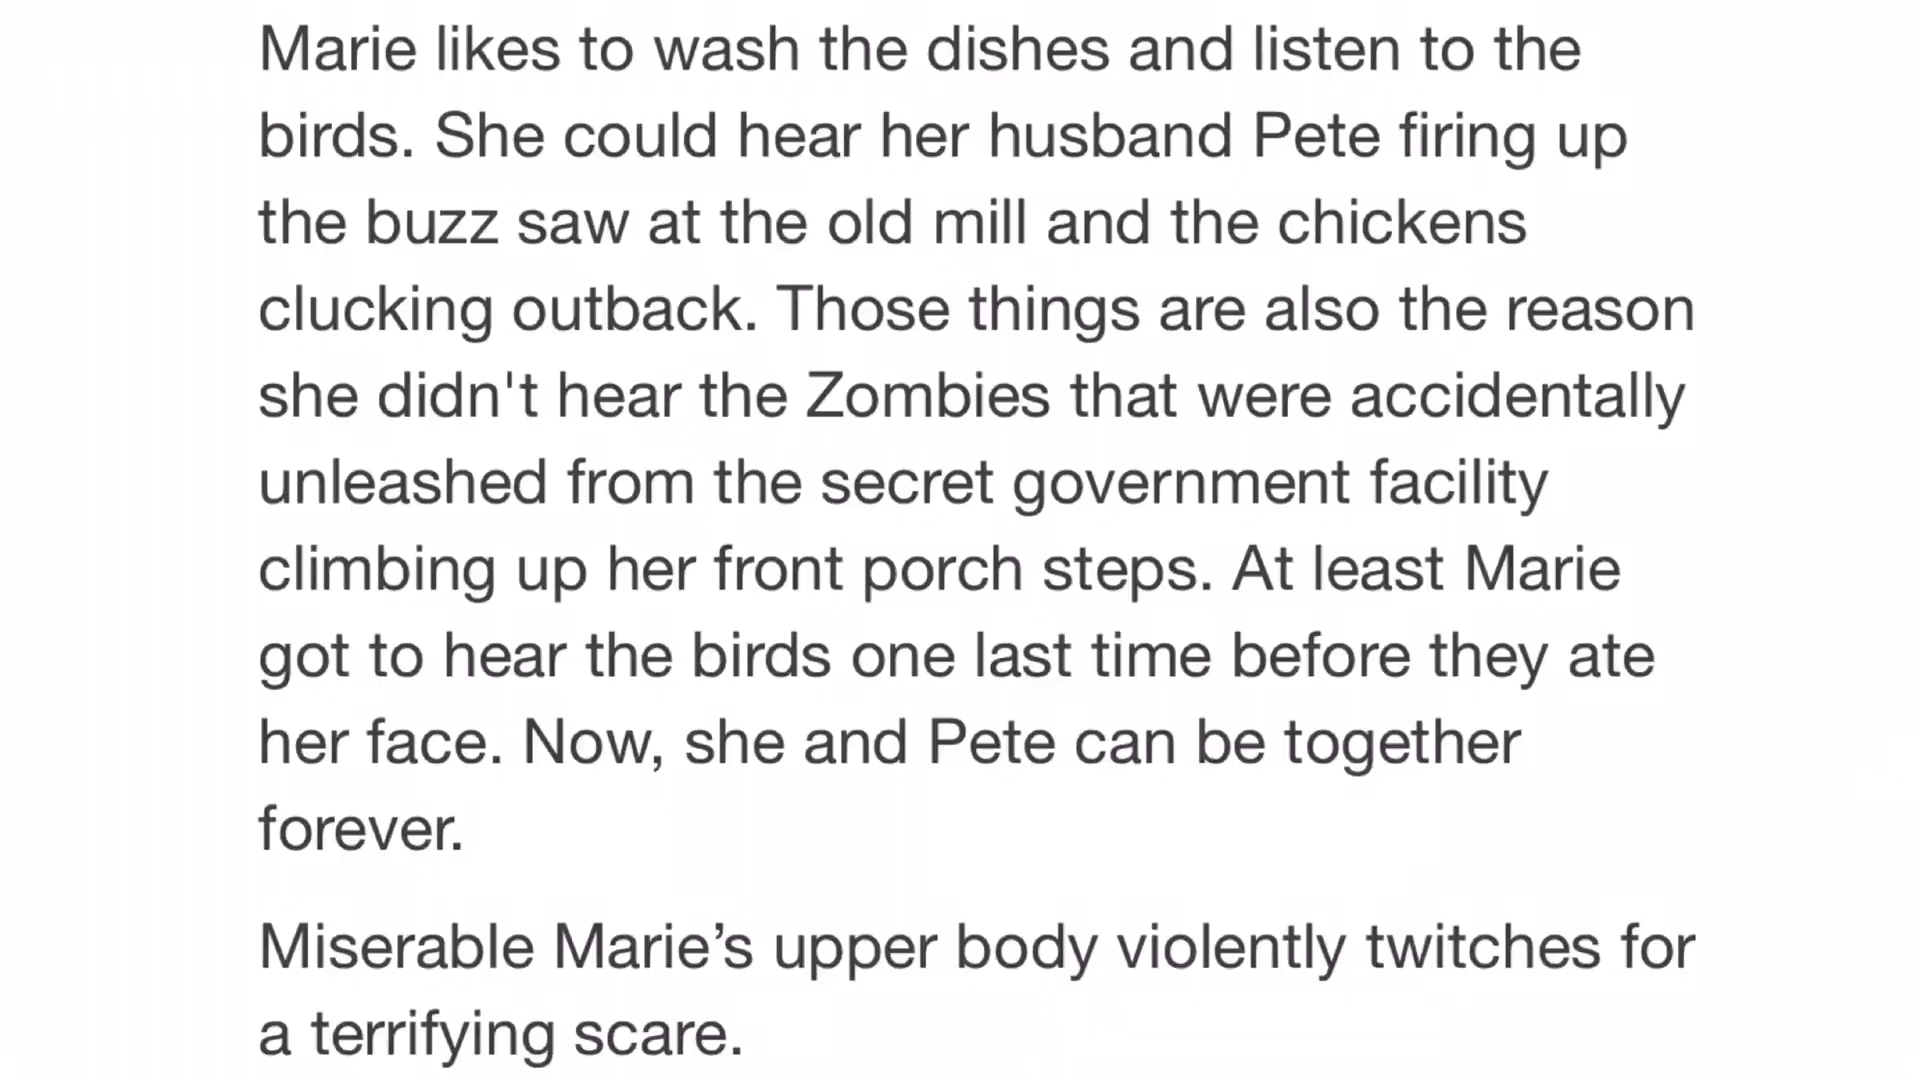 Marie likes to wash the dishes and listen to the
birds. She could hear her husband Pete firing up
the buzz saw at the old mill and the chickens
clucking outback. Those things are also the reason
she didn't hear the Zombies that were accidentally
unleashed from the secret government facility
climbing up her front porch steps. At least Marie
got to hear the birds one last time before they ate
her face. Now, she and Pete can be together
forever.
Miserable Marie’s upper body violently twitches for
a terrifying scare.